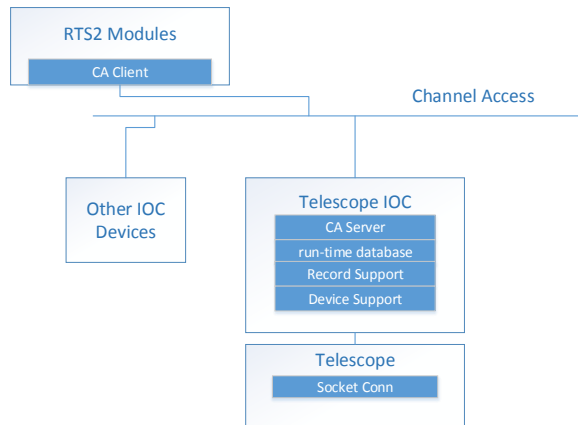 RTS2 Modules
CA Client
Channel Access
Other IOC
Devices
Telescope IOC
CA Server
run-time database
Record Support
Device Support
Telescope
Socket Conn